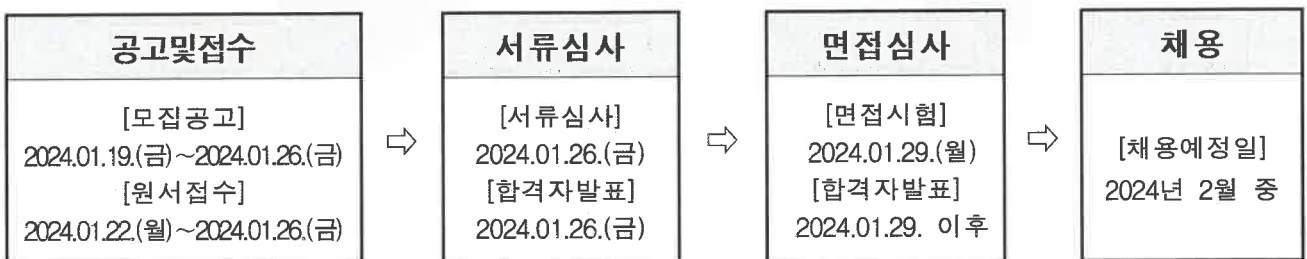 공고및접수
[모집공고]
2024.01.19.(금)~2024.01.26.(금)
[원서접수]
2024.01.22.(월)~2024.01.26.(금)
⇨
서류심사
[서류심사]
2024.01.26.(금)
[합격자발표]
2024.01.26.(금)
⇨
면접심사
[면접시험]
2024.01.29.(월)
[합격자발표]
2024.01.29. 이후
⇨
채용
[채용예정일]
2024년 2월 중